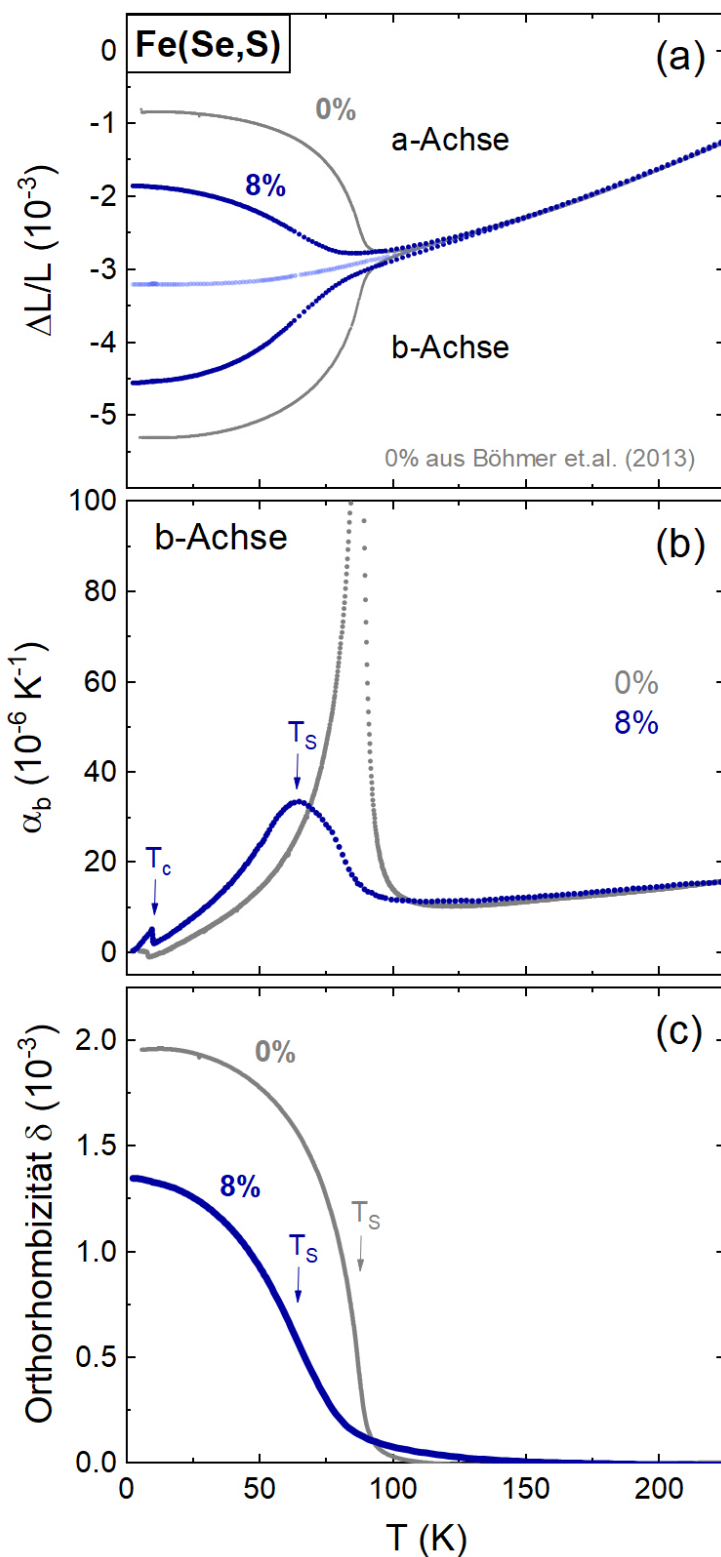 Fe(Se,S)
(a)
0
-1
-2
-3
-4
-5
ΔL/L (10⁻³)
0%
a-Achse
8%
b-Achse
0% aus Böhmer et.al. (2013)
100
80
60
40
20
0
α_b (10⁻⁶ K⁻¹)
b-Achse
(b)
0%
8%
T_S
T_c
2.0
1.5
1.0
0.5
0.0
Orthorhombizität δ (10⁻³)
(c)
0%
8%
T_S
T_S
0 50 100 150 200
T (K)